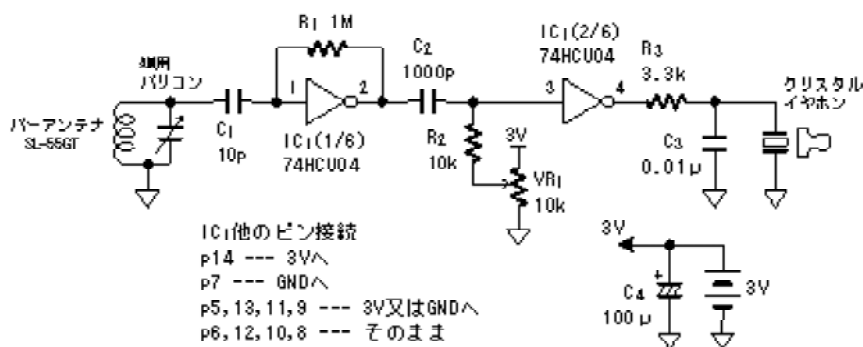 R1 1M
AM用
バリコン
バーアンテナ
SL-55GT
C1
10p
1
2
IC1(1/6)
74HCU04
C2
1000p
R2
10k
3V
VR1
10k
IC1(2/6)
74HCU04
3
4
R3
3.3k
C3
0.01μ
クリスタル
イヤホン
IC1他のピン接続
p14 --- 3Vへ
p7 --- GNDへ
p5,13,11,9 --- 3V又はGNDへ
p6,12,10,8 --- そのまま
3V
+
C4
100μ
3V